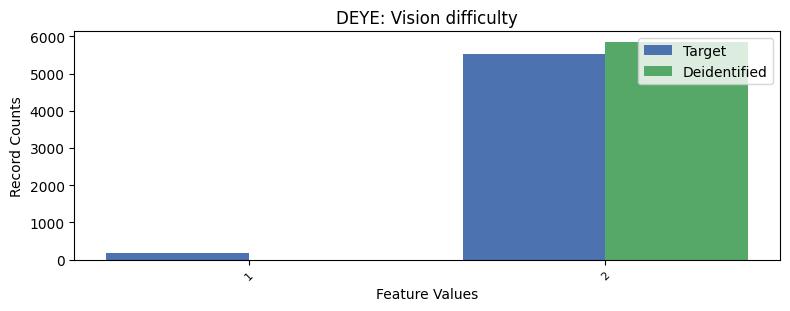 DEYE: Vision difficulty
Record Counts
6000
5000
4000
3000
2000
1000
0
Target
Deidentified
1
2
Feature Values